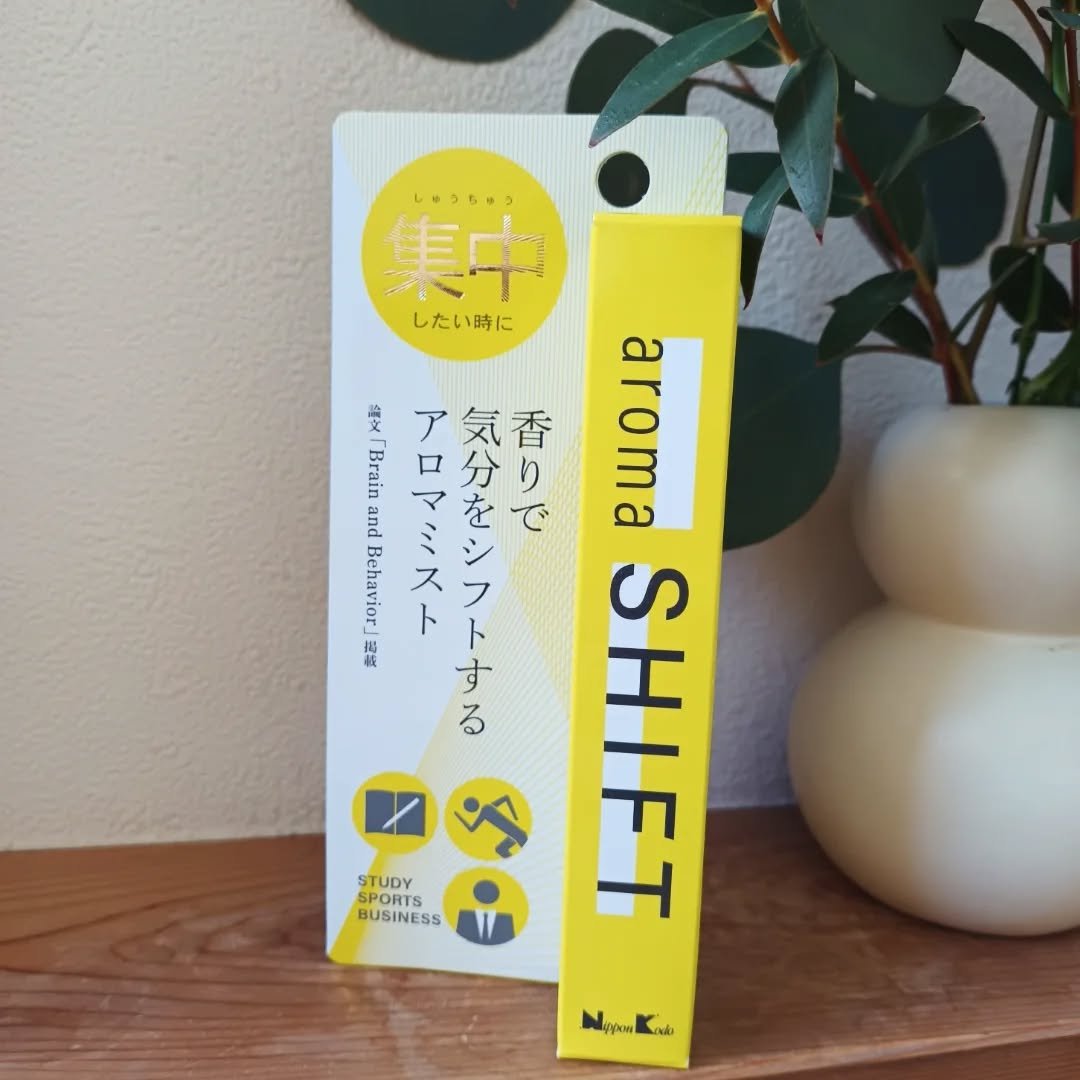 しゅうちゅう
集中
したい時に
香りで
気分をシフトする
アロマミスト
論文「Brain and Behavior」掲載
STUDY
SPORTS
BUSINESS
aroma SHIFT
Nippon Kodo